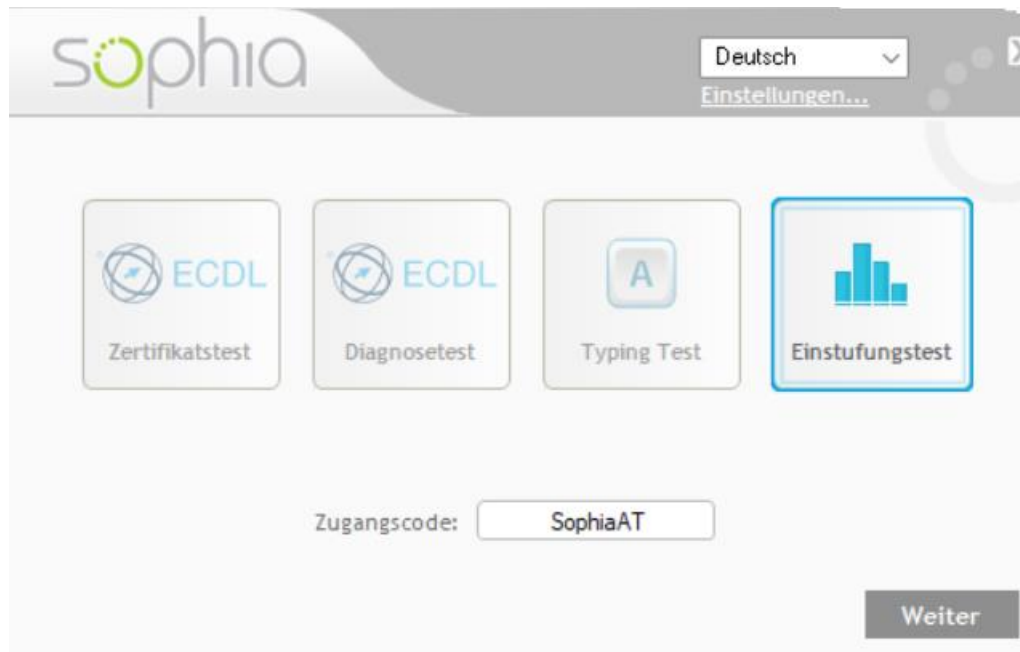 sophia
Deutsch
Einstellungen...
ECDL
Zertifikatstest
ECDL
Diagnosetest
A
Typing Test
Einstufungstest
Zugangscode: SophiaAT
Weiter